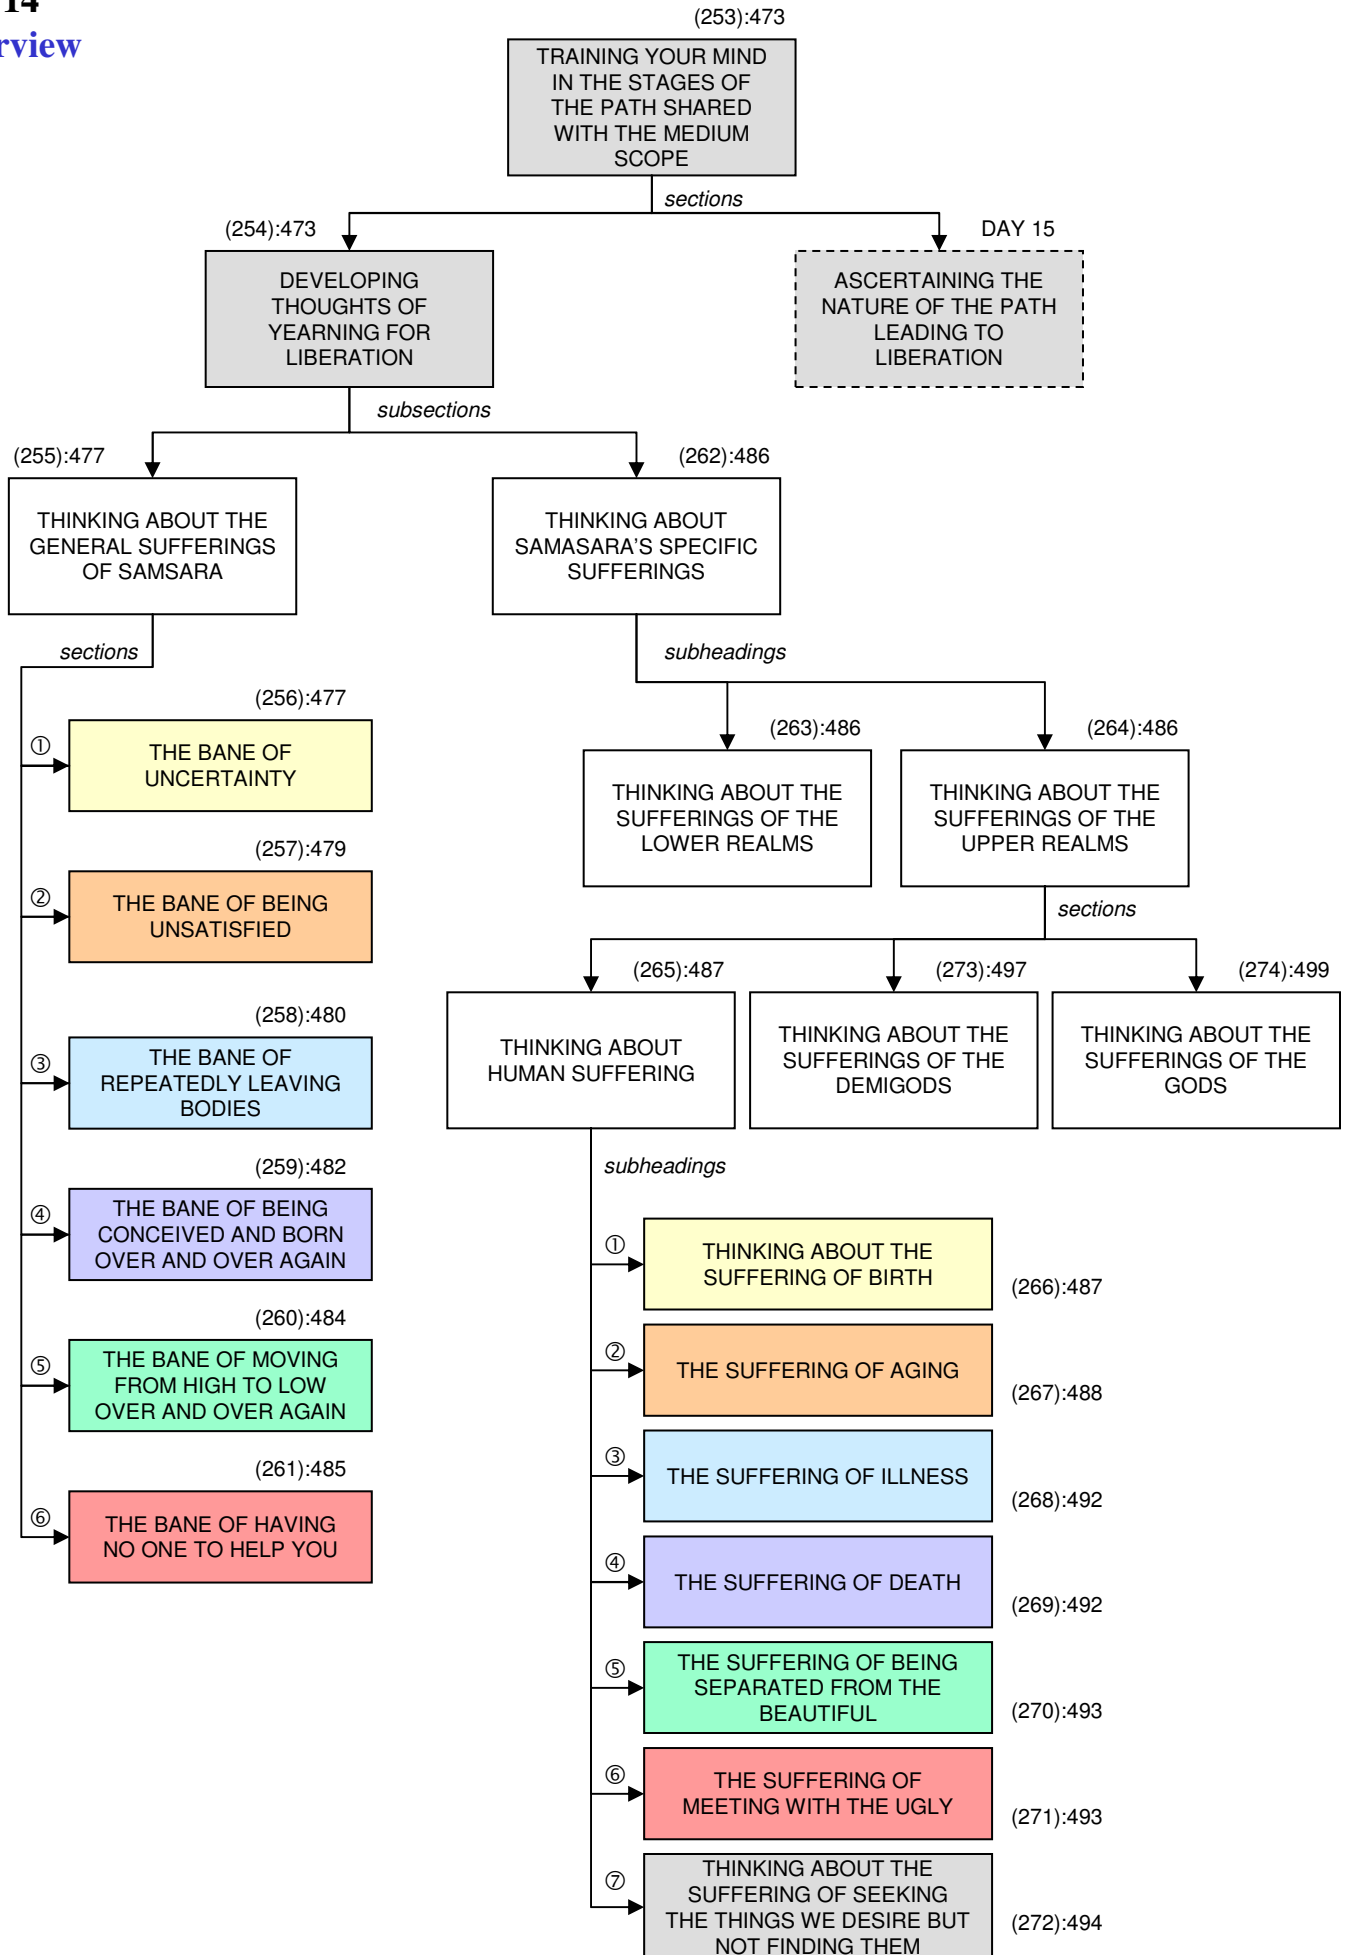 14
rview
(253):473
TRAINING YOUR MIND
IN THE STAGES OF
THE PATH SHARED
WITH THE MEDIUM
SCOPE
sections
(254):473
DEVELOPING
THOUGHTS OF
YEARNING FOR
LIBERATION
DAY 15
ASCERTAINING THE
NATURE OF THE PATH
LEADING TO
LIBERATION
subsections
(255):477
THINKING ABOUT THE
GENERAL SUFFERINGS
OF SAMSARA
(262):486
THINKING ABOUT
SAMASARA'S SPECIFIC
SUFFERINGS
sections
(256):477
①
THE BANE OF
UNCERTAINTY
(257):479
②
THE BANE OF BEING
UNSATISFIED
(258):480
③
THE BANE OF
REPEATEDLY LEAVING
BODIES
(259):482
④
THE BANE OF BEING
CONCEIVED AND BORN
OVER AND OVER AGAIN
(260):484
⑤
THE BANE OF MOVING
FROM HIGH TO LOW
OVER AND OVER AGAIN
(261):485
⑥
THE BANE OF HAVING
NO ONE TO HELP YOU
subheadings
(263):486
THINKING ABOUT THE
SUFFERINGS OF THE
LOWER REALMS
(264):486
THINKING ABOUT THE
SUFFERINGS OF THE
UPPER REALMS
sections
(265):487
THINKING ABOUT
HUMAN SUFFERING
(273):497
THINKING ABOUT THE
SUFFERINGS OF THE
DEMIGODS
(274):499
THINKING ABOUT THE
SUFFERINGS OF THE
GODS
subheadings
①
THINKING ABOUT THE
SUFFERING OF BIRTH
(266):487
②
THE SUFFERING OF AGING
(267):488
③
THE SUFFERING OF ILLNESS
(268):492
④
THE SUFFERING OF DEATH
(269):492
⑤
THE SUFFERING OF BEING
SEPARATED FROM THE
BEAUTIFUL
(270):493
⑥
THE SUFFERING OF
MEETING WITH THE UGLY
(271):493
⑦
THINKING ABOUT THE
SUFFERING OF SEEKING
THE THINGS WE DESIRE BUT
NOT FINDING THEM
(272):494